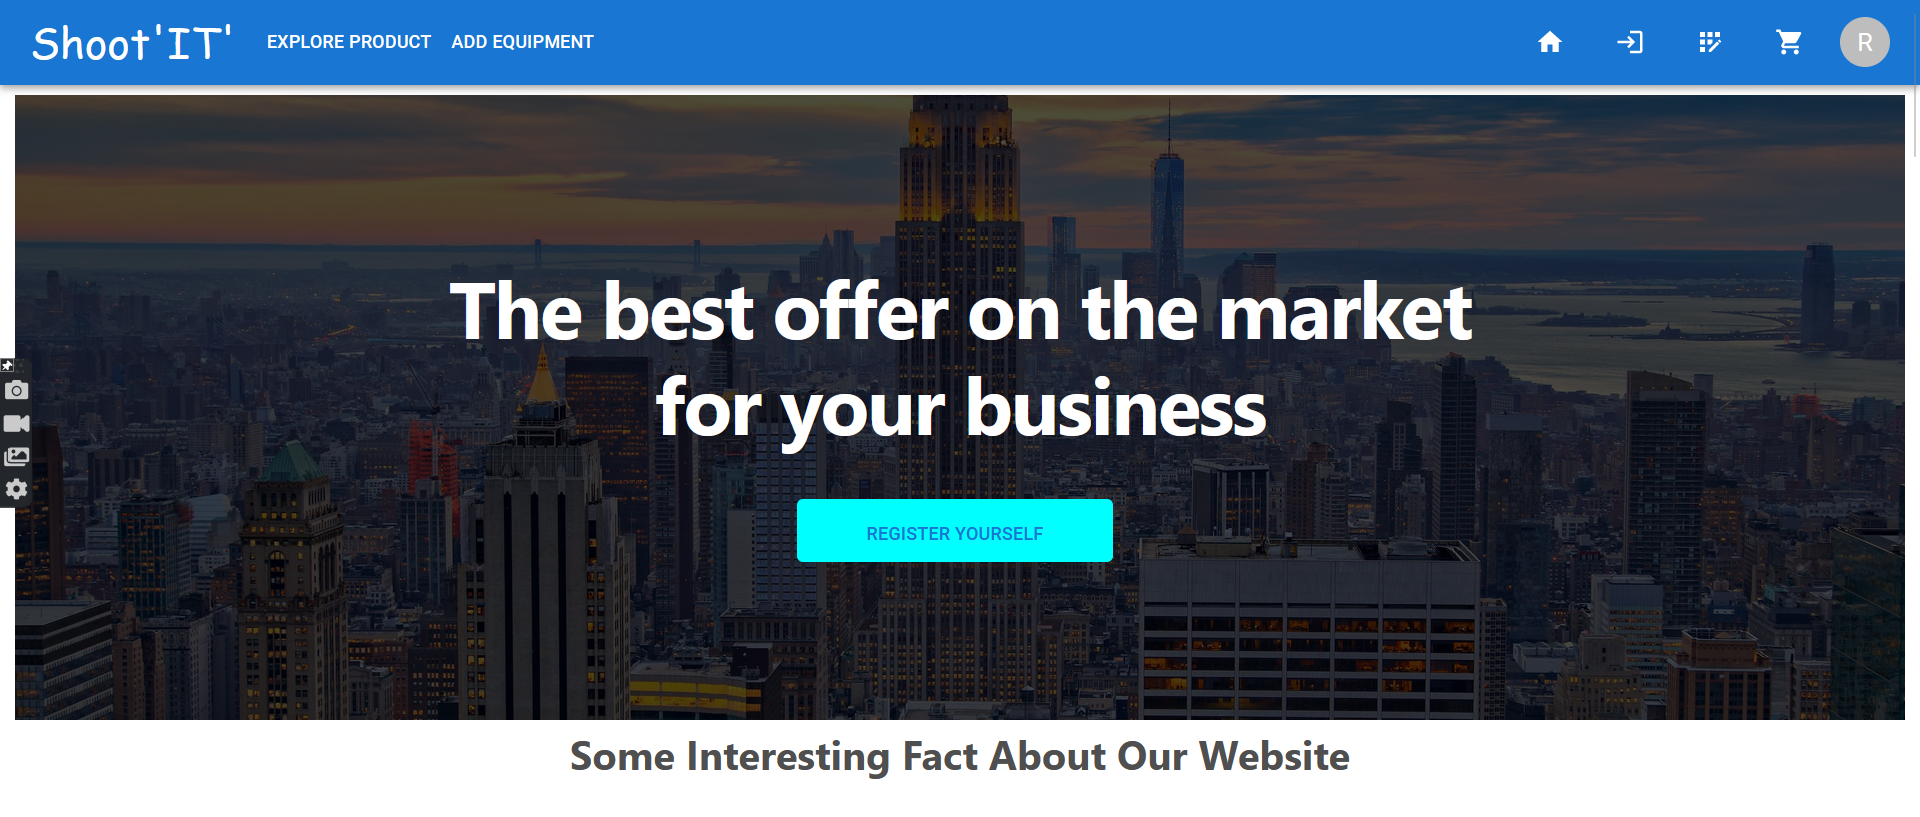 Shoot'IT'
EXPLORE PRODUCT
ADD EQUIPMENT
R
The best offer on the market
for your business
REGISTER YOURSELF
Some Interesting Fact About Our Website